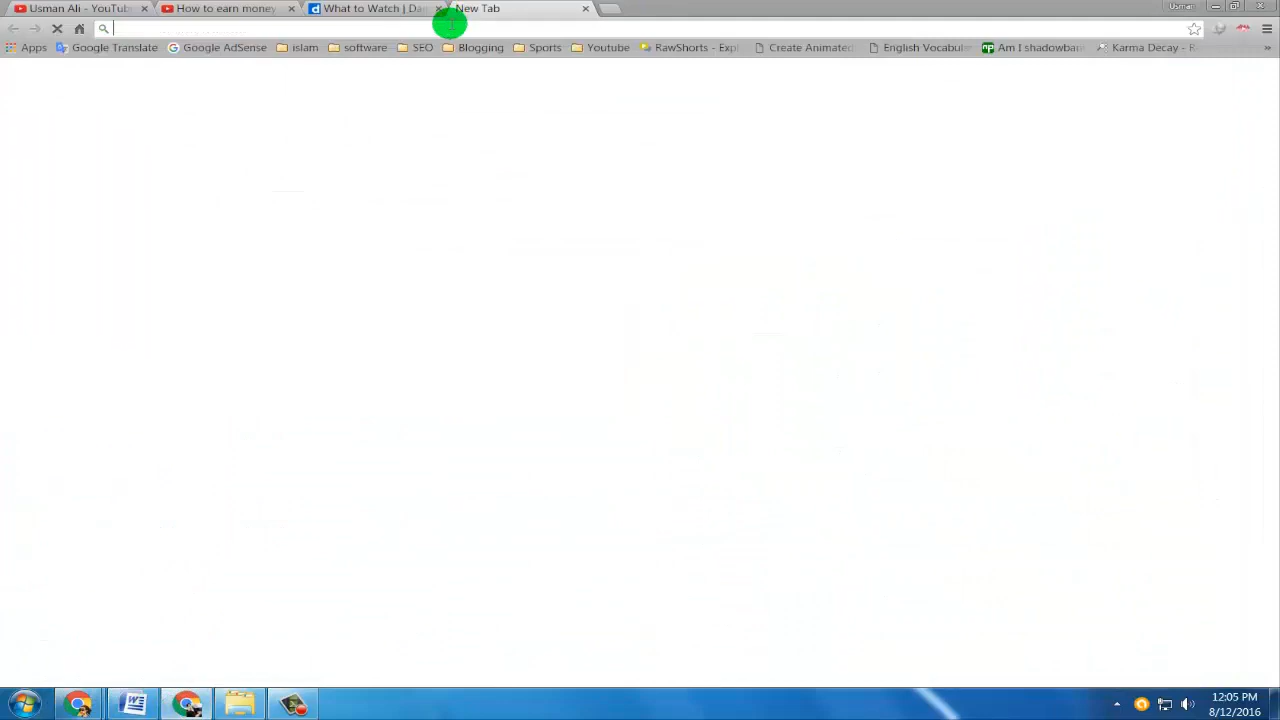 Usman Ali - YouTub How to earn money What to Watch | Da New Tab Usman
Apps Google Translate Google AdSense islam software SEO Blogging Sports Youtube RawShorts - Expl Create Animated English Vocabular Am I shadowban Karma Decay - R »
12:05 PM
8/12/2016